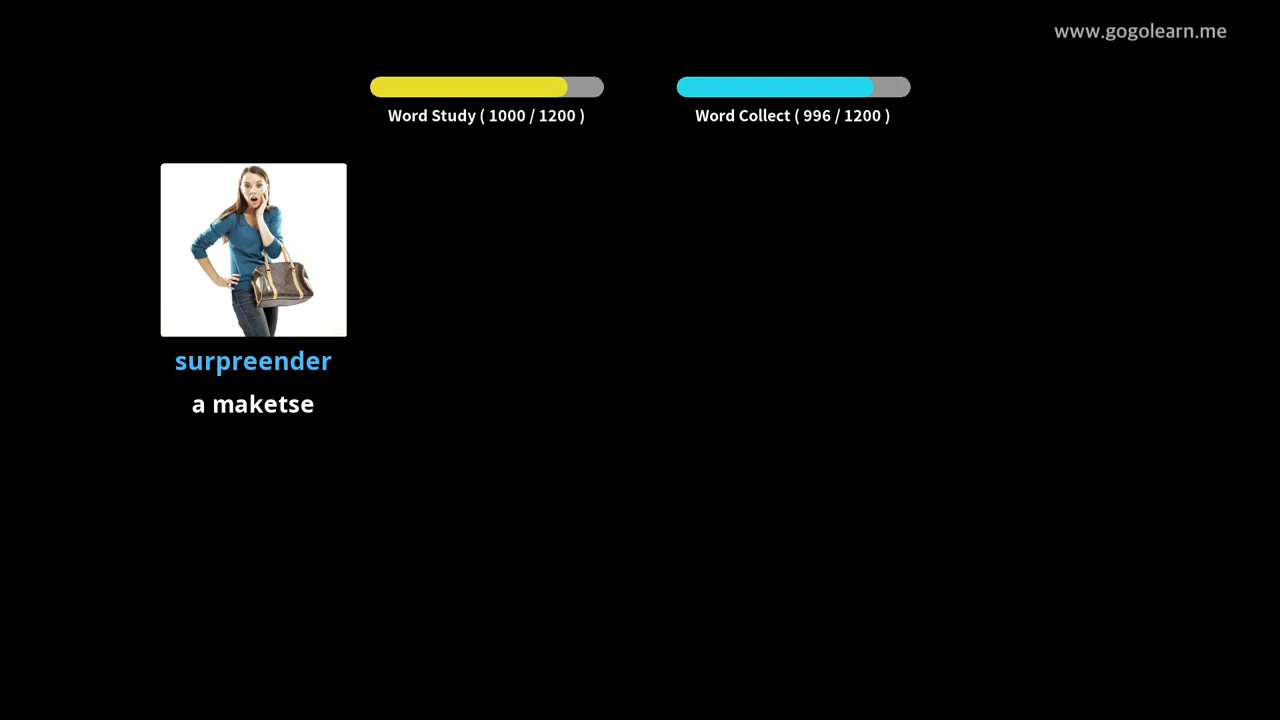 www.gogolearn.me
Word Study ( 1000 / 1200 )
Word Collect ( 996 / 1200 )
surpreender
a maketse